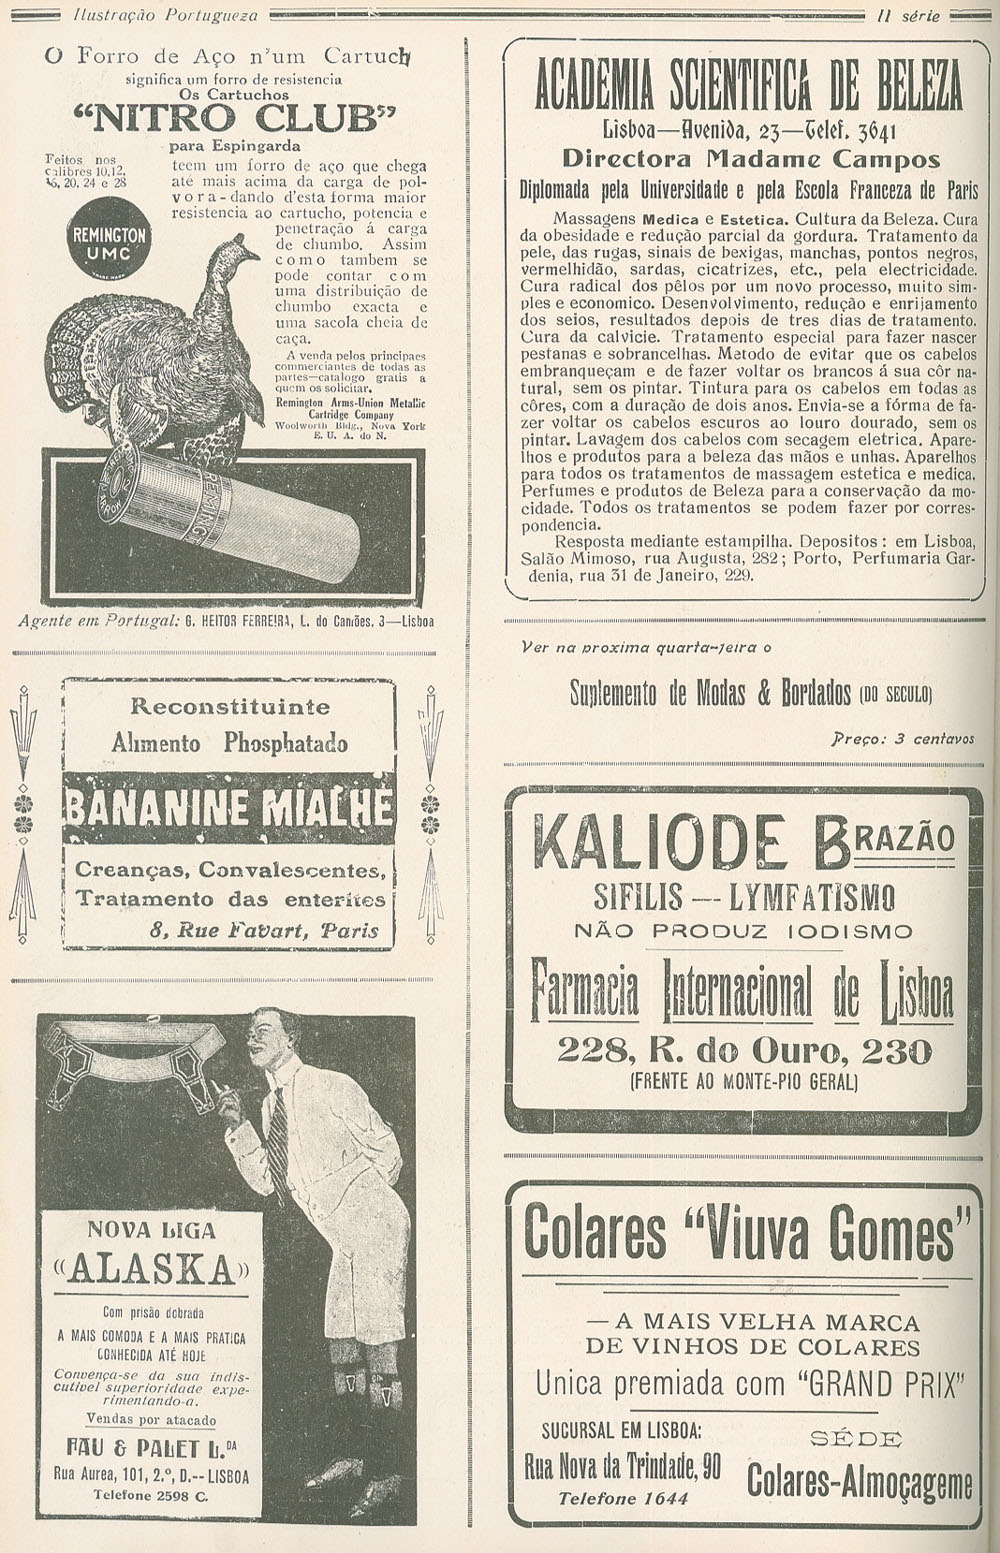 Ilustração Portugueza
II série
O Forro de Aço n'um Cartuch
significa um forro de resistencia
Os Cartuchos
“NITRO CLUB”
para Espingarda
Feitos nos
calibres 10,12,
16, 20, 24 e 28
teem um forro de aço que chega
até mais acima da carga de pol-
vora-dando d'esta forma maior
resistencia ao cartucho, potencia e
penetração á carga
de chumbo. Assim
como tambem se
pode contar com
uma distribuição de
chumbo exacta e
uma sacola cheia de
caça.
REMINGTON
UMC
TRADE MARK
A venda pelos principaes
commerciantes de todas as
partes—catalogo gratis a
quem os solicitar.
Remington Arms-Union Metallic
Cartridge Company
Woolworth Bldg., Nova York
E. U. A. do N.
Agente em Portugal: G. HEITOR FERREIRA, L. do Camões, 3—Lisboa
Reconstituinte
Alimento Phosphatado
BANANINE MIALHE
Creanças, Convalescentes,
Tratamento das enterites
8, Rue Favart, Paris
NOVA LIGA
«ALASKA»
Com prisão dobrada
A MAIS COMODA E A MAIS PRATICA
CONHECIDA ATÉ HOJE
Convença-se da sua indis-
cutivel superioridade expe-
rimentando-a.
Vendas por atacado
FAU & PALET L.DA
Rua Aurea, 101, 2.º, D.--LISBOA
Telefone 2598 C.
ACADEMIA SCIENTIFICA DE BELEZA
Lisboa—Avenida, 23—Telef. 3641
Directora Madame Campos
Diplomada pela Universidade e pela Escola Franceza de Paris
Massagens Medica e Estetica. Cultura da Beleza. Cura
da obesidade e redução parcial da gordura. Tratamento da
pele, das rugas, sinais de bexigas, manchas, pontos negros,
vermelhidão, sardas, cicatrizes, etc., pela electricidade.
Cura radical dos pêlos por um novo processo, muito sim-
ples e economico. Desenvolvimento, redução e enrijamento
dos seios, resultados depois de tres dias de tratamento.
Cura da calvicie. Tratamento especial para fazer nascer
pestanas e sobrancelhas. Metodo de evitar que os cabelos
embranqueçam e de fazer voltar os brancos á sua côr na-
tural, sem os pintar. Tintura para os cabelos em todas as
côres, com a duração de dois anos. Envia-se a fórma de fa-
zer voltar os cabelos escuros ao louro dourado, sem os
pintar. Lavagem dos cabelos com secagem eletrica. Apare-
lhos e produtos para a beleza das mãos e unhas. Aparelhos
para todos os tratamentos de massagem estetica e medica.
Perfumes e produtos de Beleza para a conservação da mo-
cidade. Todos os tratamentos se podem fazer por corres-
pondencia.
Resposta mediante estampilha. Depositos: em Lisboa,
Salão Mimoso, rua Augusta, 282; Porto, Perfumaria Gar-
denia, rua 31 de Janeiro, 229.
Ver na proxima quarta-feira o
Suplemento de Modas & Bordados (DO SECULO)
Preço: 3 centavos
KALIODE BRAZÃO
SIFILIS — LYMFATISMO
NÃO PRODUZ IODISMO
Farmacia Internacional de Lisboa
228, R. do Ouro, 230
(FRENTE AO MONTE-PIO GERAL)
Colares “Viuva Gomes”
— A MAIS VELHA MARCA
DE VINHOS DE COLARES
Unica premiada com “GRAND PRIX”
SUCURSAL EM LISBOA:
Rua Nova da Trindade, 90
Telefone 1644
SÉDE
Colares-Almoçageme